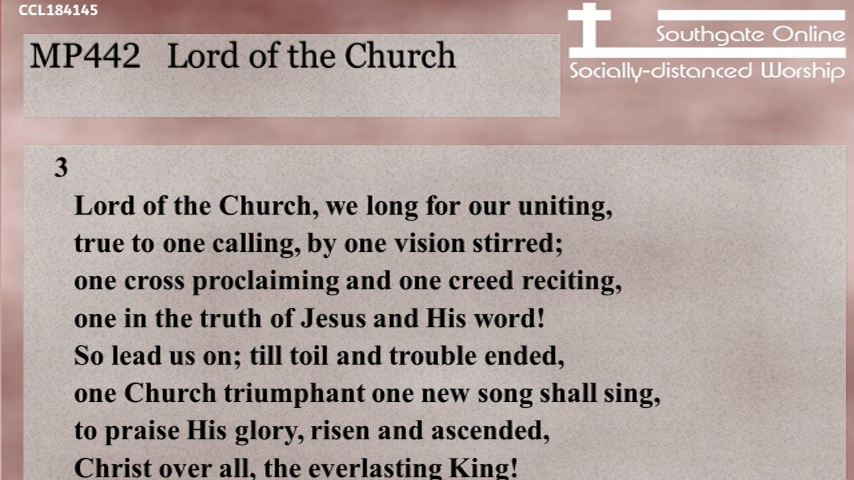 CCL184145
MP442 Lord of the Church
Southgate Online
Socially-distanced Worship
3
Lord of the Church, we long for our uniting,
true to one calling, by one vision stirred;
one cross proclaiming and one creed reciting,
one in the truth of Jesus and His word!
So lead us on; till toil and trouble ended,
one Church triumphant one new song shall sing,
to praise His glory, risen and ascended,
Christ over all, the everlasting King!